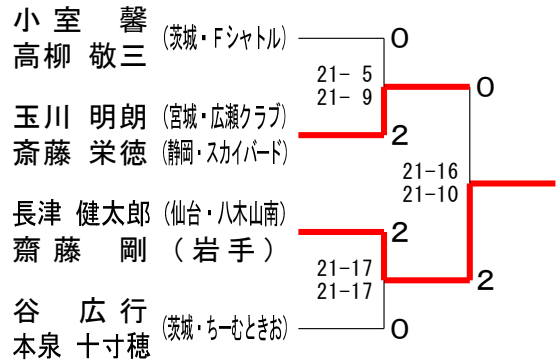 小室 馨 (茨城・Fシャトル) 0
高柳 敬三
21- 5
21- 9
0
玉川 明朗 (宮城・広瀬クラブ) 2
斎藤 栄徳 (静岡・スカイバード)
21-16
21-10
長津 健太郎 (仙台・八木山南) 2
齋藤 剛 (岩手)
21-17
21-17
2
谷 広行 (茨城・ちーむときお) 0
本泉 十寸穂